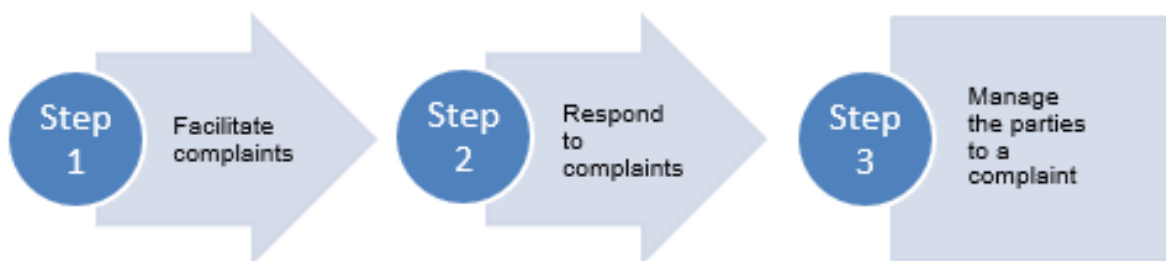 Step
1
Facilitate
complaints
Step
2
Respond
to
complaints
Step
3
Manage
the parties
to a
complaint